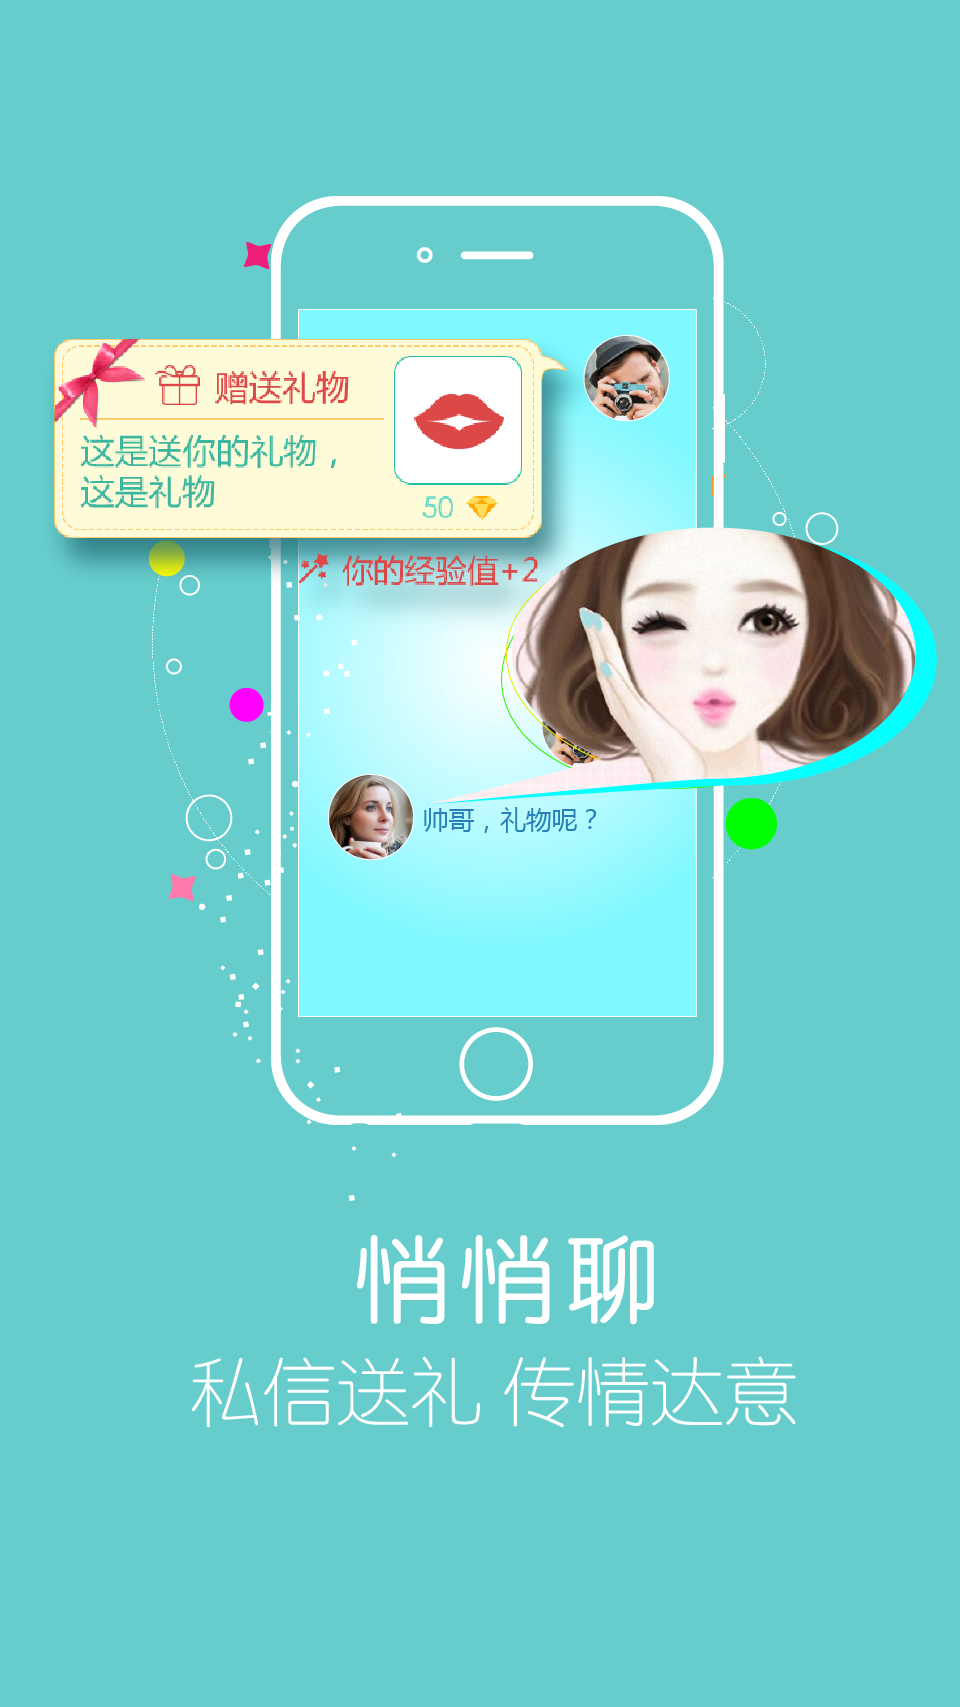 赠送礼物
这是送你的礼物，
这是礼物
50
你的经验值+2
帅哥，礼物呢？
悄悄聊
私信送礼 传情达意